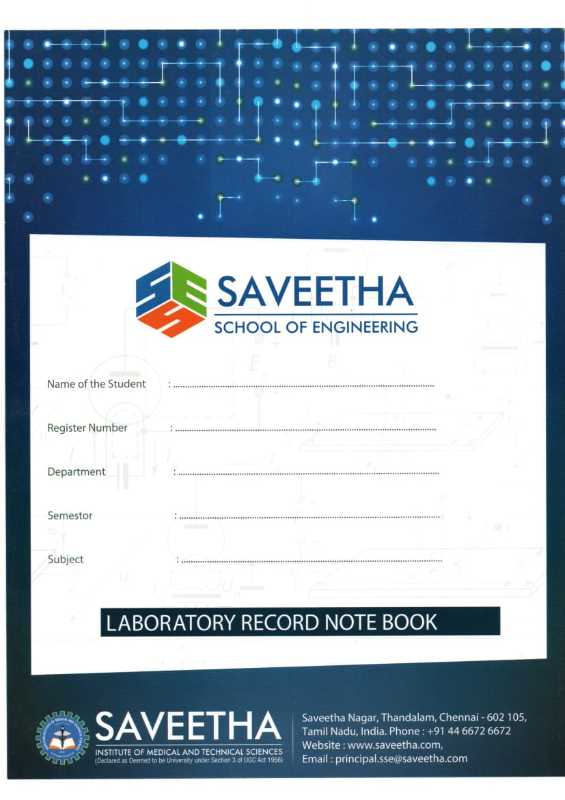 SES
SAVEETHA
SCHOOL OF ENGINEERING
Name of the Student : ................................................................
Register Number : ................................................................
Department : ................................................................
Semestor : ................................................................
Subject : ................................................................
LABORATORY RECORD NOTE BOOK
SAVEETHA
INSTITUTE OF MEDICAL AND TECHNICAL SCIENCES
(Declared as Deemed to be University under Section 3 of UGC Act 1956)
Saveetha Nagar, Thandalam, Chennai - 602 105,
Tamil Nadu, India. Phone : +91 44 6672 6672
Website : www.saveetha.com,
Email : principal.sse@saveetha.com